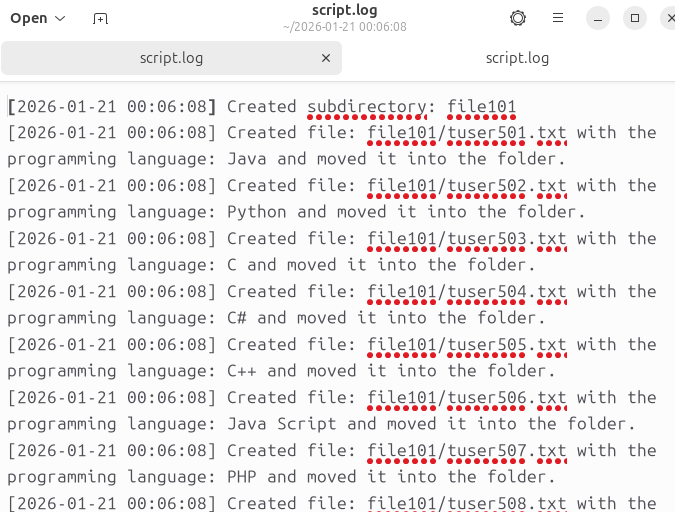 Open
script.log
~/2026-01-21 00:06:08
script.log
script.log
[2026-01-21 00:06:08] Created subdirectory: file101
[2026-01-21 00:06:08] Created file: file101/tuser501.txt with the
programming language: Java and moved it into the folder.
[2026-01-21 00:06:08] Created file: file101/tuser502.txt with the
programming language: Python and moved it into the folder.
[2026-01-21 00:06:08] Created file: file101/tuser503.txt with the
programming language: C and moved it into the folder.
[2026-01-21 00:06:08] Created file: file101/tuser504.txt with the
programming language: C# and moved it into the folder.
[2026-01-21 00:06:08] Created file: file101/tuser505.txt with the
programming language: C++ and moved it into the folder.
[2026-01-21 00:06:08] Created file: file101/tuser506.txt with the
programming language: Java Script and moved it into the folder.
[2026-01-21 00:06:08] Created file: file101/tuser507.txt with the
programming language: PHP and moved it into the folder.
[2026-01-21 00:06:08] Created file: file101/tuser508.txt with the